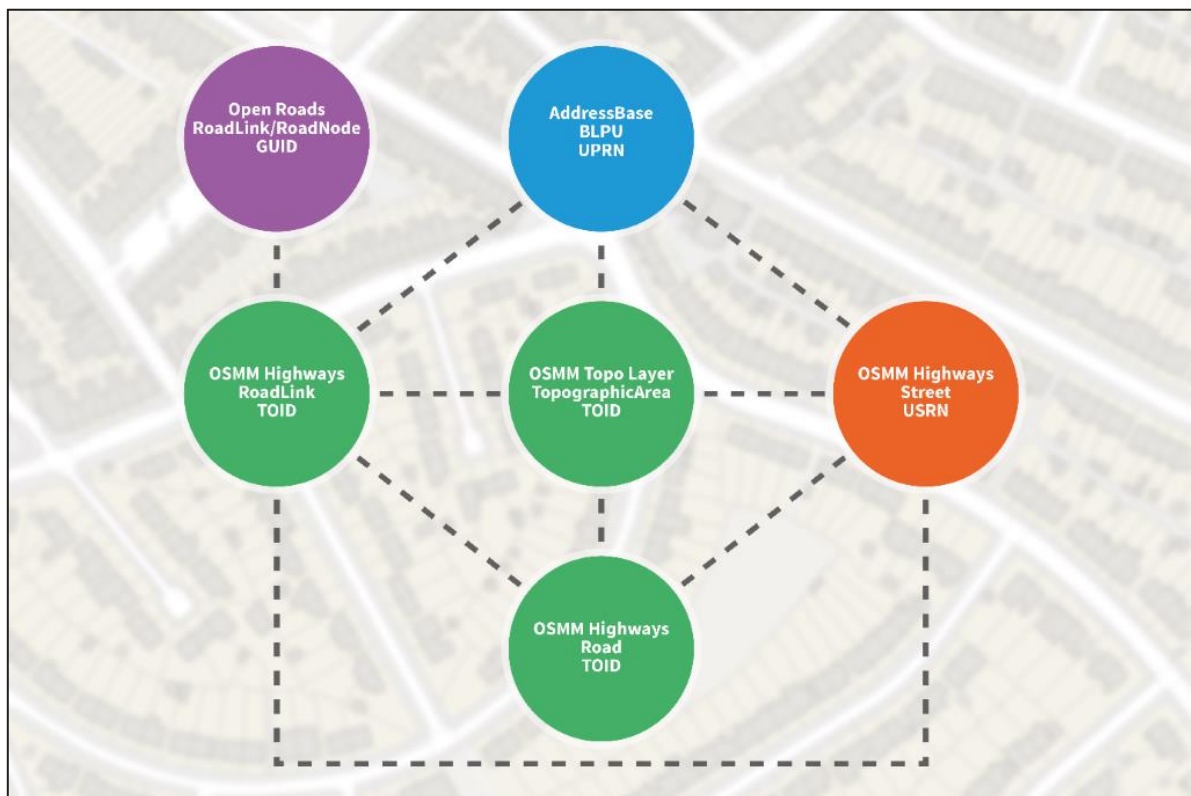 Open Roads
RoadLink/RoadNode
GUID
AddressBase
BLPU
UPRN
OSMM Highways
RoadLink
TOID
OSMM Topo Layer
TopographicArea
TOID
OSMM Highways
Street
USRN
OSMM Highways
Road
TOID